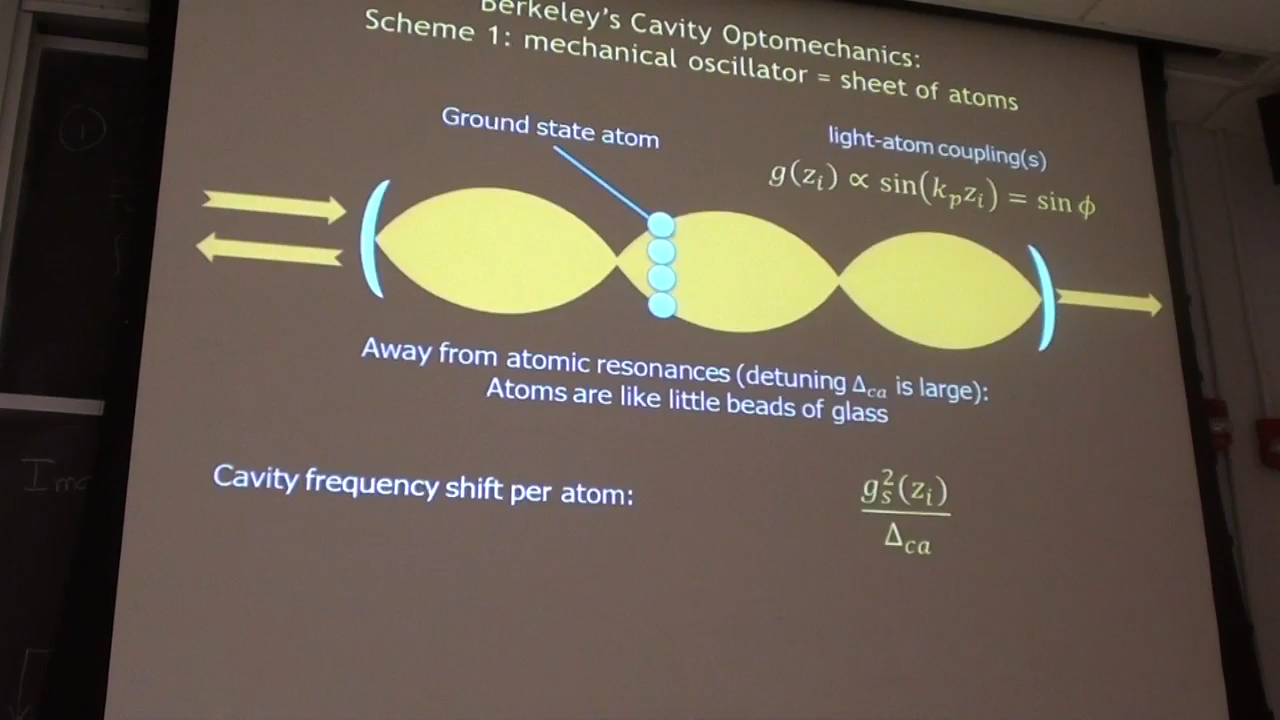 Berkeley's Cavity Optomechanics:
Scheme 1: mechanical oscillator = sheet of atoms
Ground state atom
light-atom coupling(s)
g(z_i) ∝ sin(k_p z_i) = sin ϕ
Away from atomic resonances (detuning Δ_ca is large):
Atoms are like little beads of glass
Cavity frequency shift per atom:
g_s^2(z_i)
Δ_ca
1